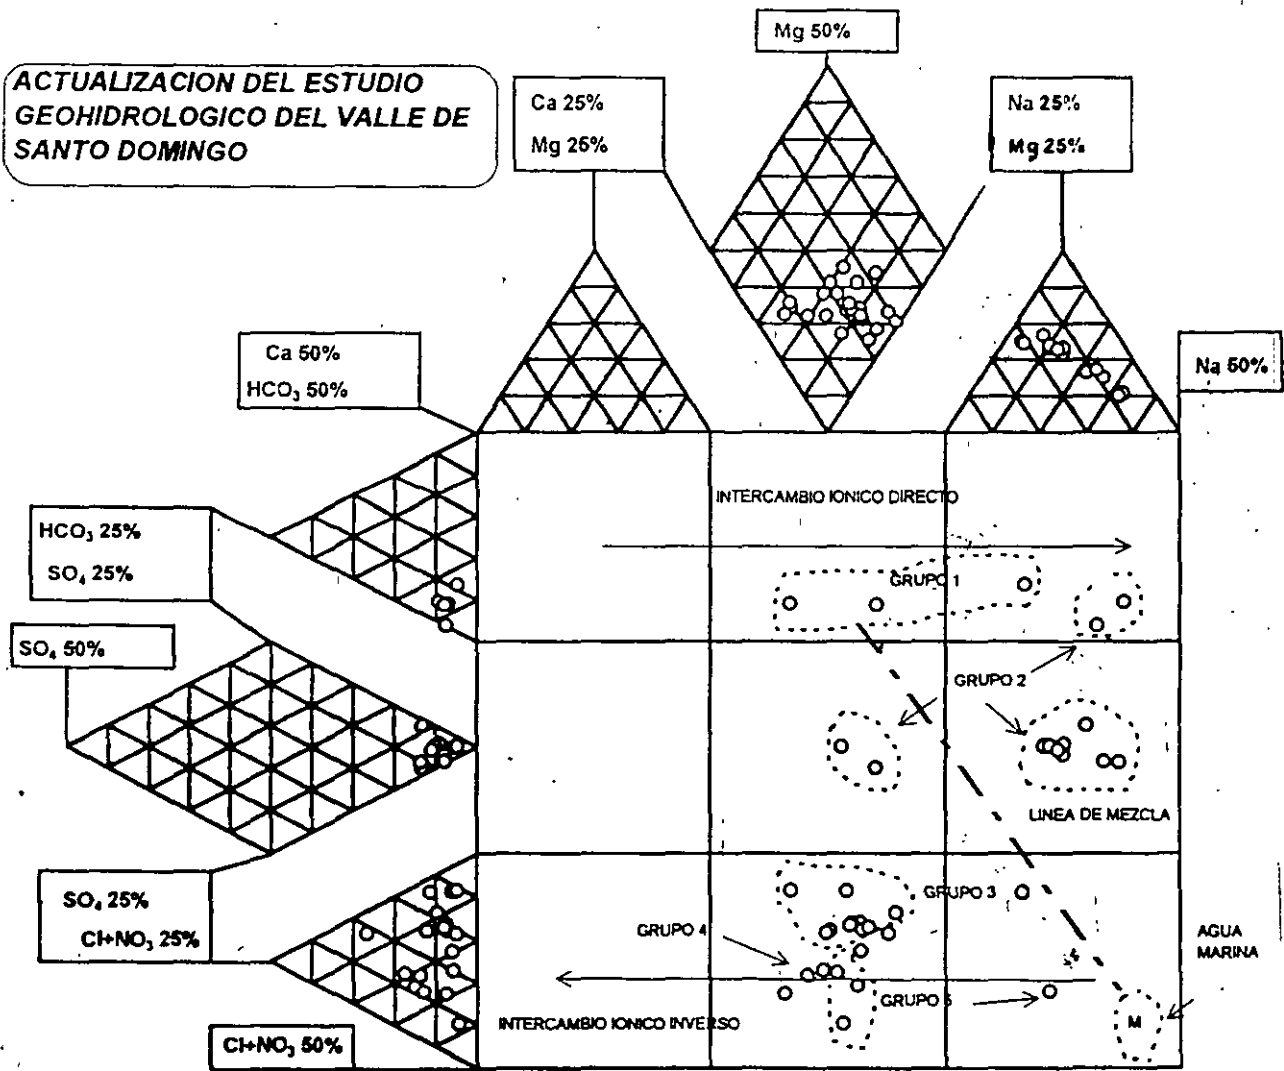 Mg 50%
ACTUALIZACION DEL ESTUDIO
GEOHIDROLOGICO DEL VALLE DE
SANTO DOMINGO
Ca 25%
Mg 25%
Na 25%
Mg 25%
Ca 50%
HCO₃ 50%
Na 50%
INTERCAMBIO IONICO DIRECTO
HCO₃ 25%
SO₄ 25%
GRUPO 1
SO₄ 50%
GRUPO 2
LINEA DE MEZCLA
SO₄ 25%
Cl+NO₃ 25%
GRUPO 3
GRUPO 4
AGUA
MARINA
GRUPO 5
INTERCAMBIO IONICO INVERSO
M
Cl+NO₃ 50%